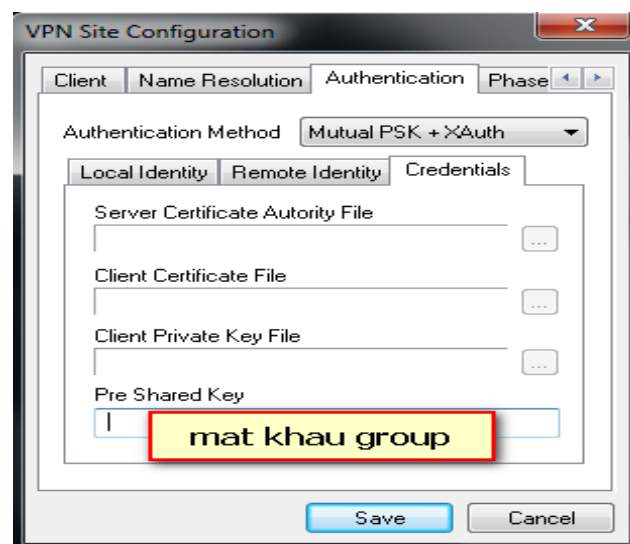 VPN Site Configuration
Client Name Resolution Authentication Phase
Authentication Method Mutual PSK + XAuth
Local Identity Remote Identity Credentials
Server Certificate Autority File
...
Client Certificate File
...
Client Private Key File
...
Pre Shared Key
mat khau group
Save Cancel